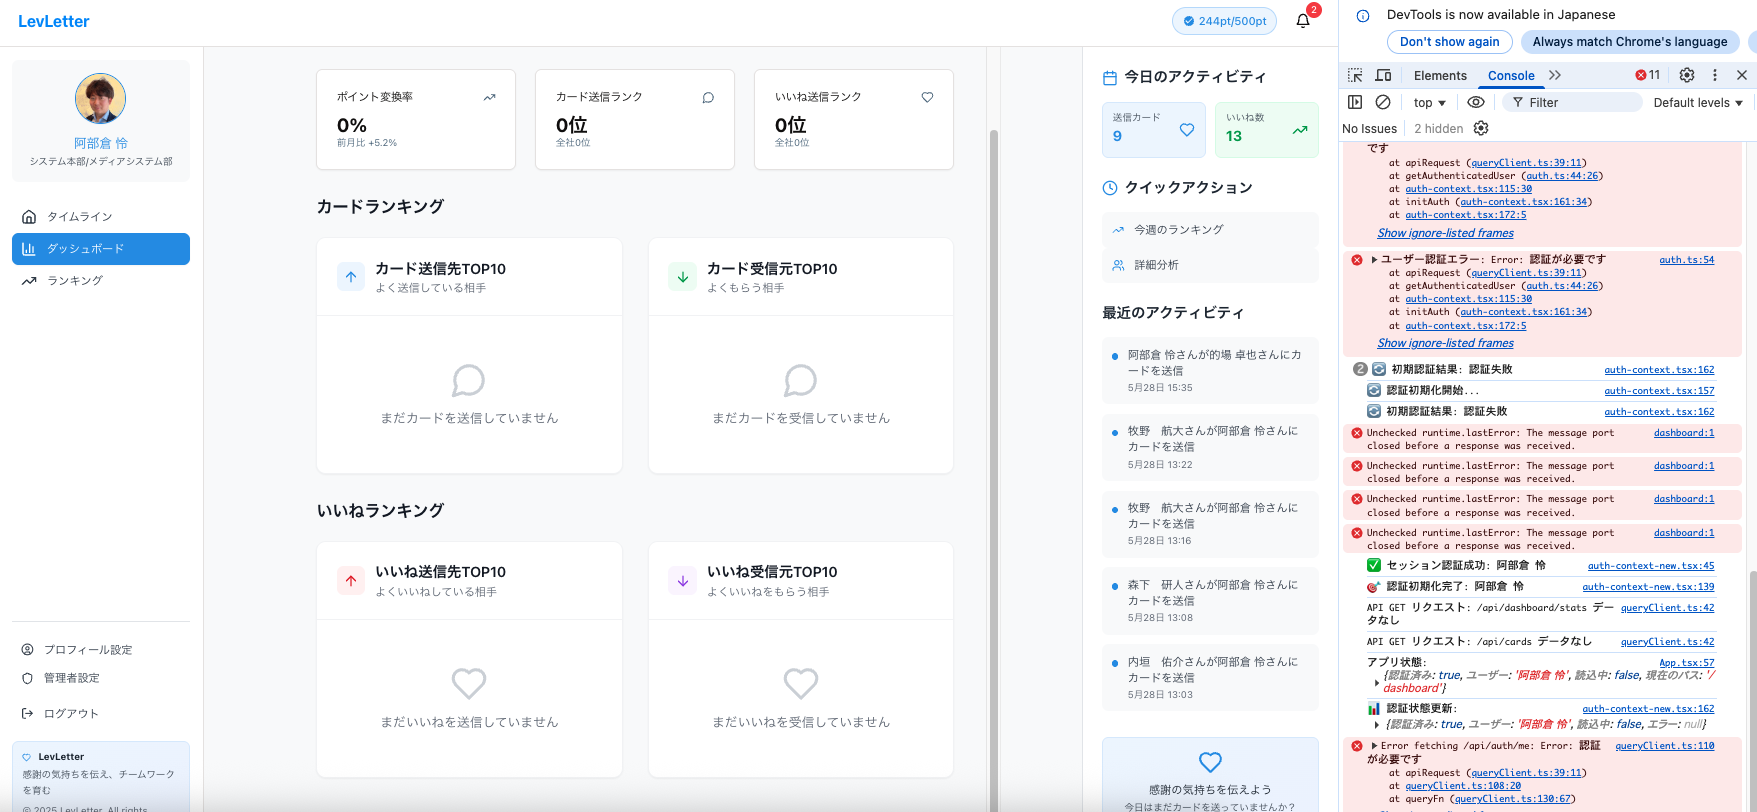 LevLetter
244pt/500pt
2
阿部倉 怜
システム本部/メディアシステム部
タイムライン
ダッシュボード
ランキング
プロフィール設定
管理者設定
ログアウト
LevLetter
感謝の気持ちを伝え、チームワーク
を育む
© 2025 LevLetter. All rights
ポイント変換率
0%
前月比 +5.2%
カード送信ランク
0位
全社0位
いいね送信ランク
0位
全社0位
カードランキング
カード送信先TOP10
よく送信している相手
まだカードを送信していません
カード受信元TOP10
よくもらう相手
まだカードを受信していません
いいねランキング
いいね送信先TOP10
よくいいねしている相手
まだいいねを送信していません
いいね受信元TOP10
よくいいねをもらう相手
まだいいねを受信していません
今日のアクティビティ
送信カード
9
いいね数
13
クイックアクション
今週のランキング
詳細分析
最近のアクティビティ
阿部倉 怜さんが的場 卓也さんにカ
ードを送信
5月28日 15:35
牧野　航大さんが阿部倉 怜さんに
カードを送信
5月28日 13:22
牧野　航大さんが阿部倉 怜さんに
カードを送信
5月28日 13:16
森下　研人さんが阿部倉 怜さんに
カードを送信
5月28日 13:08
内垣　佑介さんが阿部倉 怜さんに
カードを送信
5月28日 13:03
感謝の気持ちを伝えよう
今日はまだカードを送っていませんか？
DevTools is now available in Japanese
Don't show again
Always match Chrome's language
Elements
Console
11
top
Filter
Default levels
No Issues
2 hidden
です
at apiRequest (queryClient.ts:39:11)
at getAuthenticatedUser (auth.ts:44:26)
at auth-context.tsx:115:30
at initAuth (auth-context.tsx:161:34)
at auth-context.tsx:172:5
Show ignore-listed frames
ユーザー認証エラー: Error: 認証が必要です auth.ts:54
at apiRequest (queryClient.ts:39:11)
at getAuthenticatedUser (auth.ts:44:26)
at auth-context.tsx:115:30
at initAuth (auth-context.tsx:161:34)
at auth-context.tsx:172:5
Show ignore-listed frames
2 🔄 初期認証結果: 認証失敗 auth-context.tsx:162
🔄 認証初期化開始... auth-context.tsx:157
🔄 初期認証結果: 認証失敗 auth-context.tsx:162
Unchecked runtime.lastError: The message port dashboard:1
closed before a response was received.
Unchecked runtime.lastError: The message port dashboard:1
closed before a response was received.
Unchecked runtime.lastError: The message port dashboard:1
closed before a response was received.
Unchecked runtime.lastError: The message port dashboard:1
closed before a response was received.
✅ セッション認証成功: 阿部倉 怜 auth-context-new.tsx:45
🎯 認証初期化完了: 阿部倉 怜 auth-context-new.tsx:139
API GET リクエスト: /api/dashboard/stats デー queryClient.ts:42
タなし
API GET リクエスト: /api/cards データなし queryClient.ts:42
アプリ状態: App.tsx:57
{認証済み: true, ユーザー: '阿部倉 怜', 読込中: false, 現在のパス: '/
dashboard'}
📊 認証状態更新: auth-context-new.tsx:162
{認証済み: true, ユーザー: '阿部倉 怜', 読込中: false, エラー: null}
Error fetching /api/auth/me: Error: 認証 queryClient.ts:110
が必要です
at apiRequest (queryClient.ts:39:11)
at queryClient.ts:108:20
at queryFn (queryClient.ts:130:67)